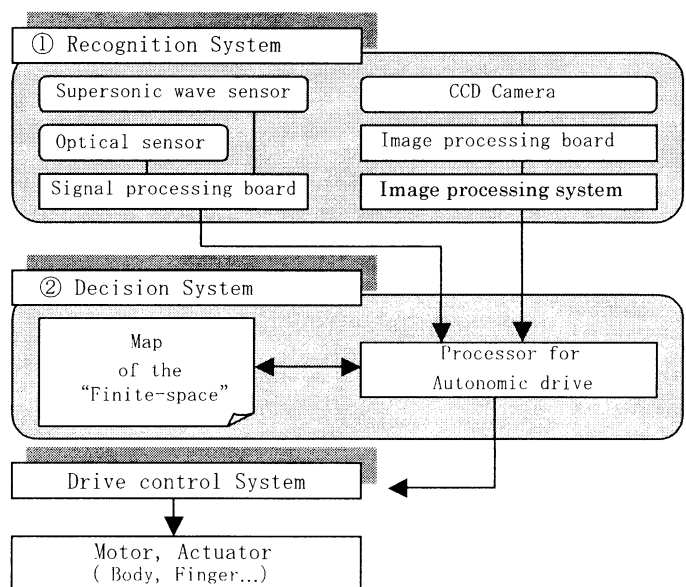 ① Recognition System
Supersonic wave sensor
Optical sensor
Signal processing board
CCD Camera
Image processing board
Image processing system
② Decision System
Map
of the
“Finite-space”
Processor for
Autonomic drive
Drive control System
Motor, Actuator
( Body, Finger...)